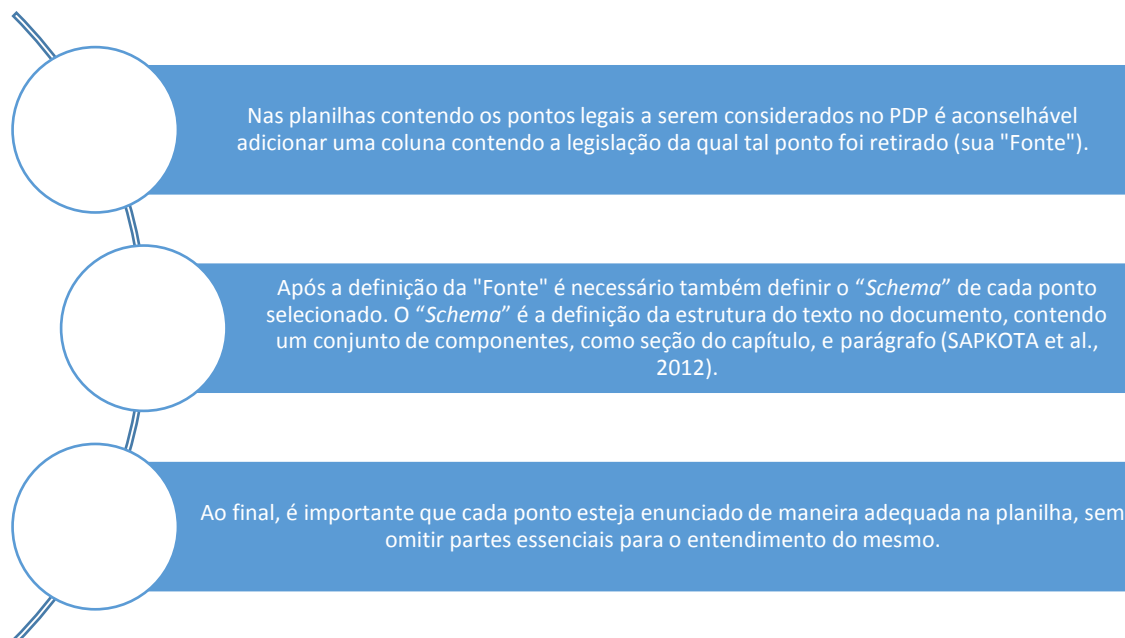 Nas planilhas contendo os pontos legais a serem considerados no PDP é aconselhável
adicionar uma coluna contendo a legislação da qual tal ponto foi retirado (sua "Fonte").
Após a definição da "Fonte" é necessário também definir o “Schema” de cada ponto
selecionado. O “Schema” é a definição da estrutura do texto no documento, contendo
um conjunto de componentes, como seção do capítulo, e parágrafo (SAPKOTA et al.,
2012).
Ao final, é importante que cada ponto esteja enunciado de maneira adequada na planilha, sem
omitir partes essenciais para o entendimento do mesmo.